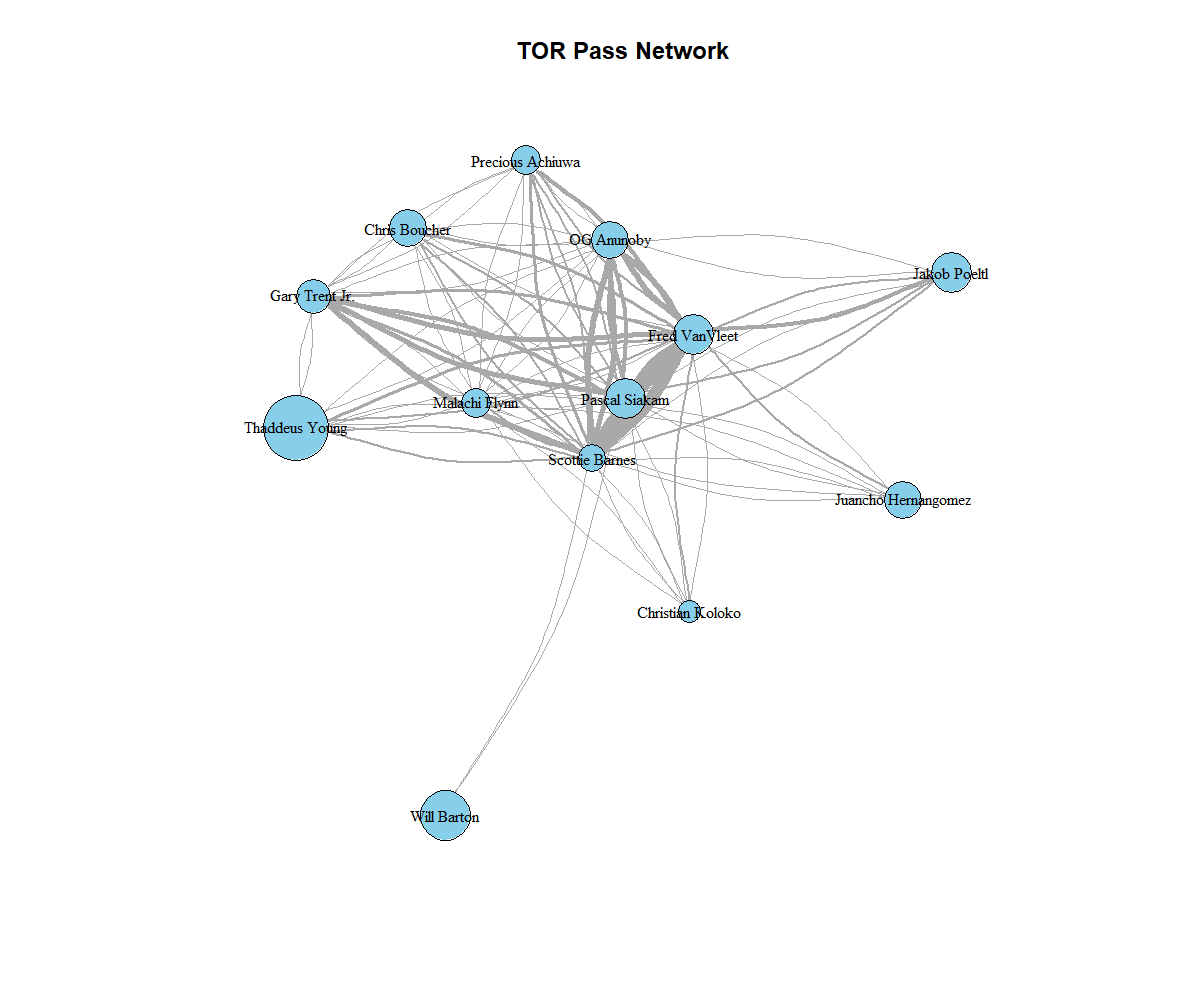 TOR Pass Network
Precious Achiuwa
Chris Boucher
OG Anunoby
Jakob Poeltl
Gary Trent Jr.
Fred VanVleet
Pascal Siakam
Malachi Flynn
Thaddeus Young
Scottie Barnes
Juancho Hernangomez
Christian Koloko
Will Barton